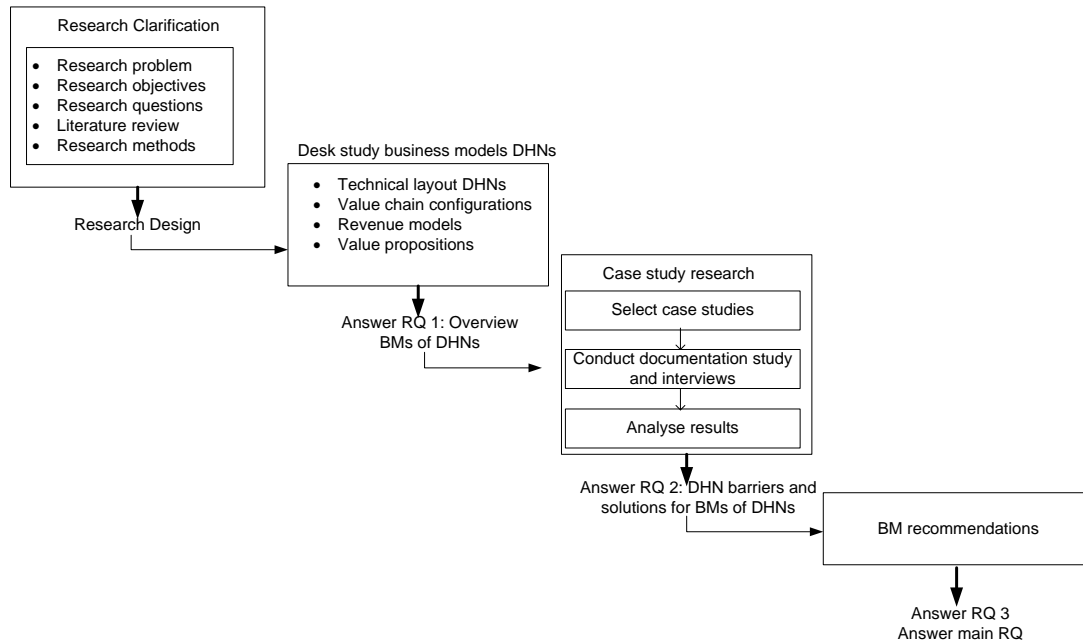 Research Clarification
• Research problem
• Research objectives
• Research questions
• Literature review
• Research methods
Research Design
Desk study business models DHNs
• Technical layout DHNs
• Value chain configurations
• Revenue models
• Value propositions
Answer RQ 1: Overview
BMs of DHNs
Case study research
Select case studies
Conduct documentation study
and interviews
Analyse results
Answer RQ 2: DHN barriers and
solutions for BMs of DHNs
BM recommendations
Answer RQ 3
Answer main RQ